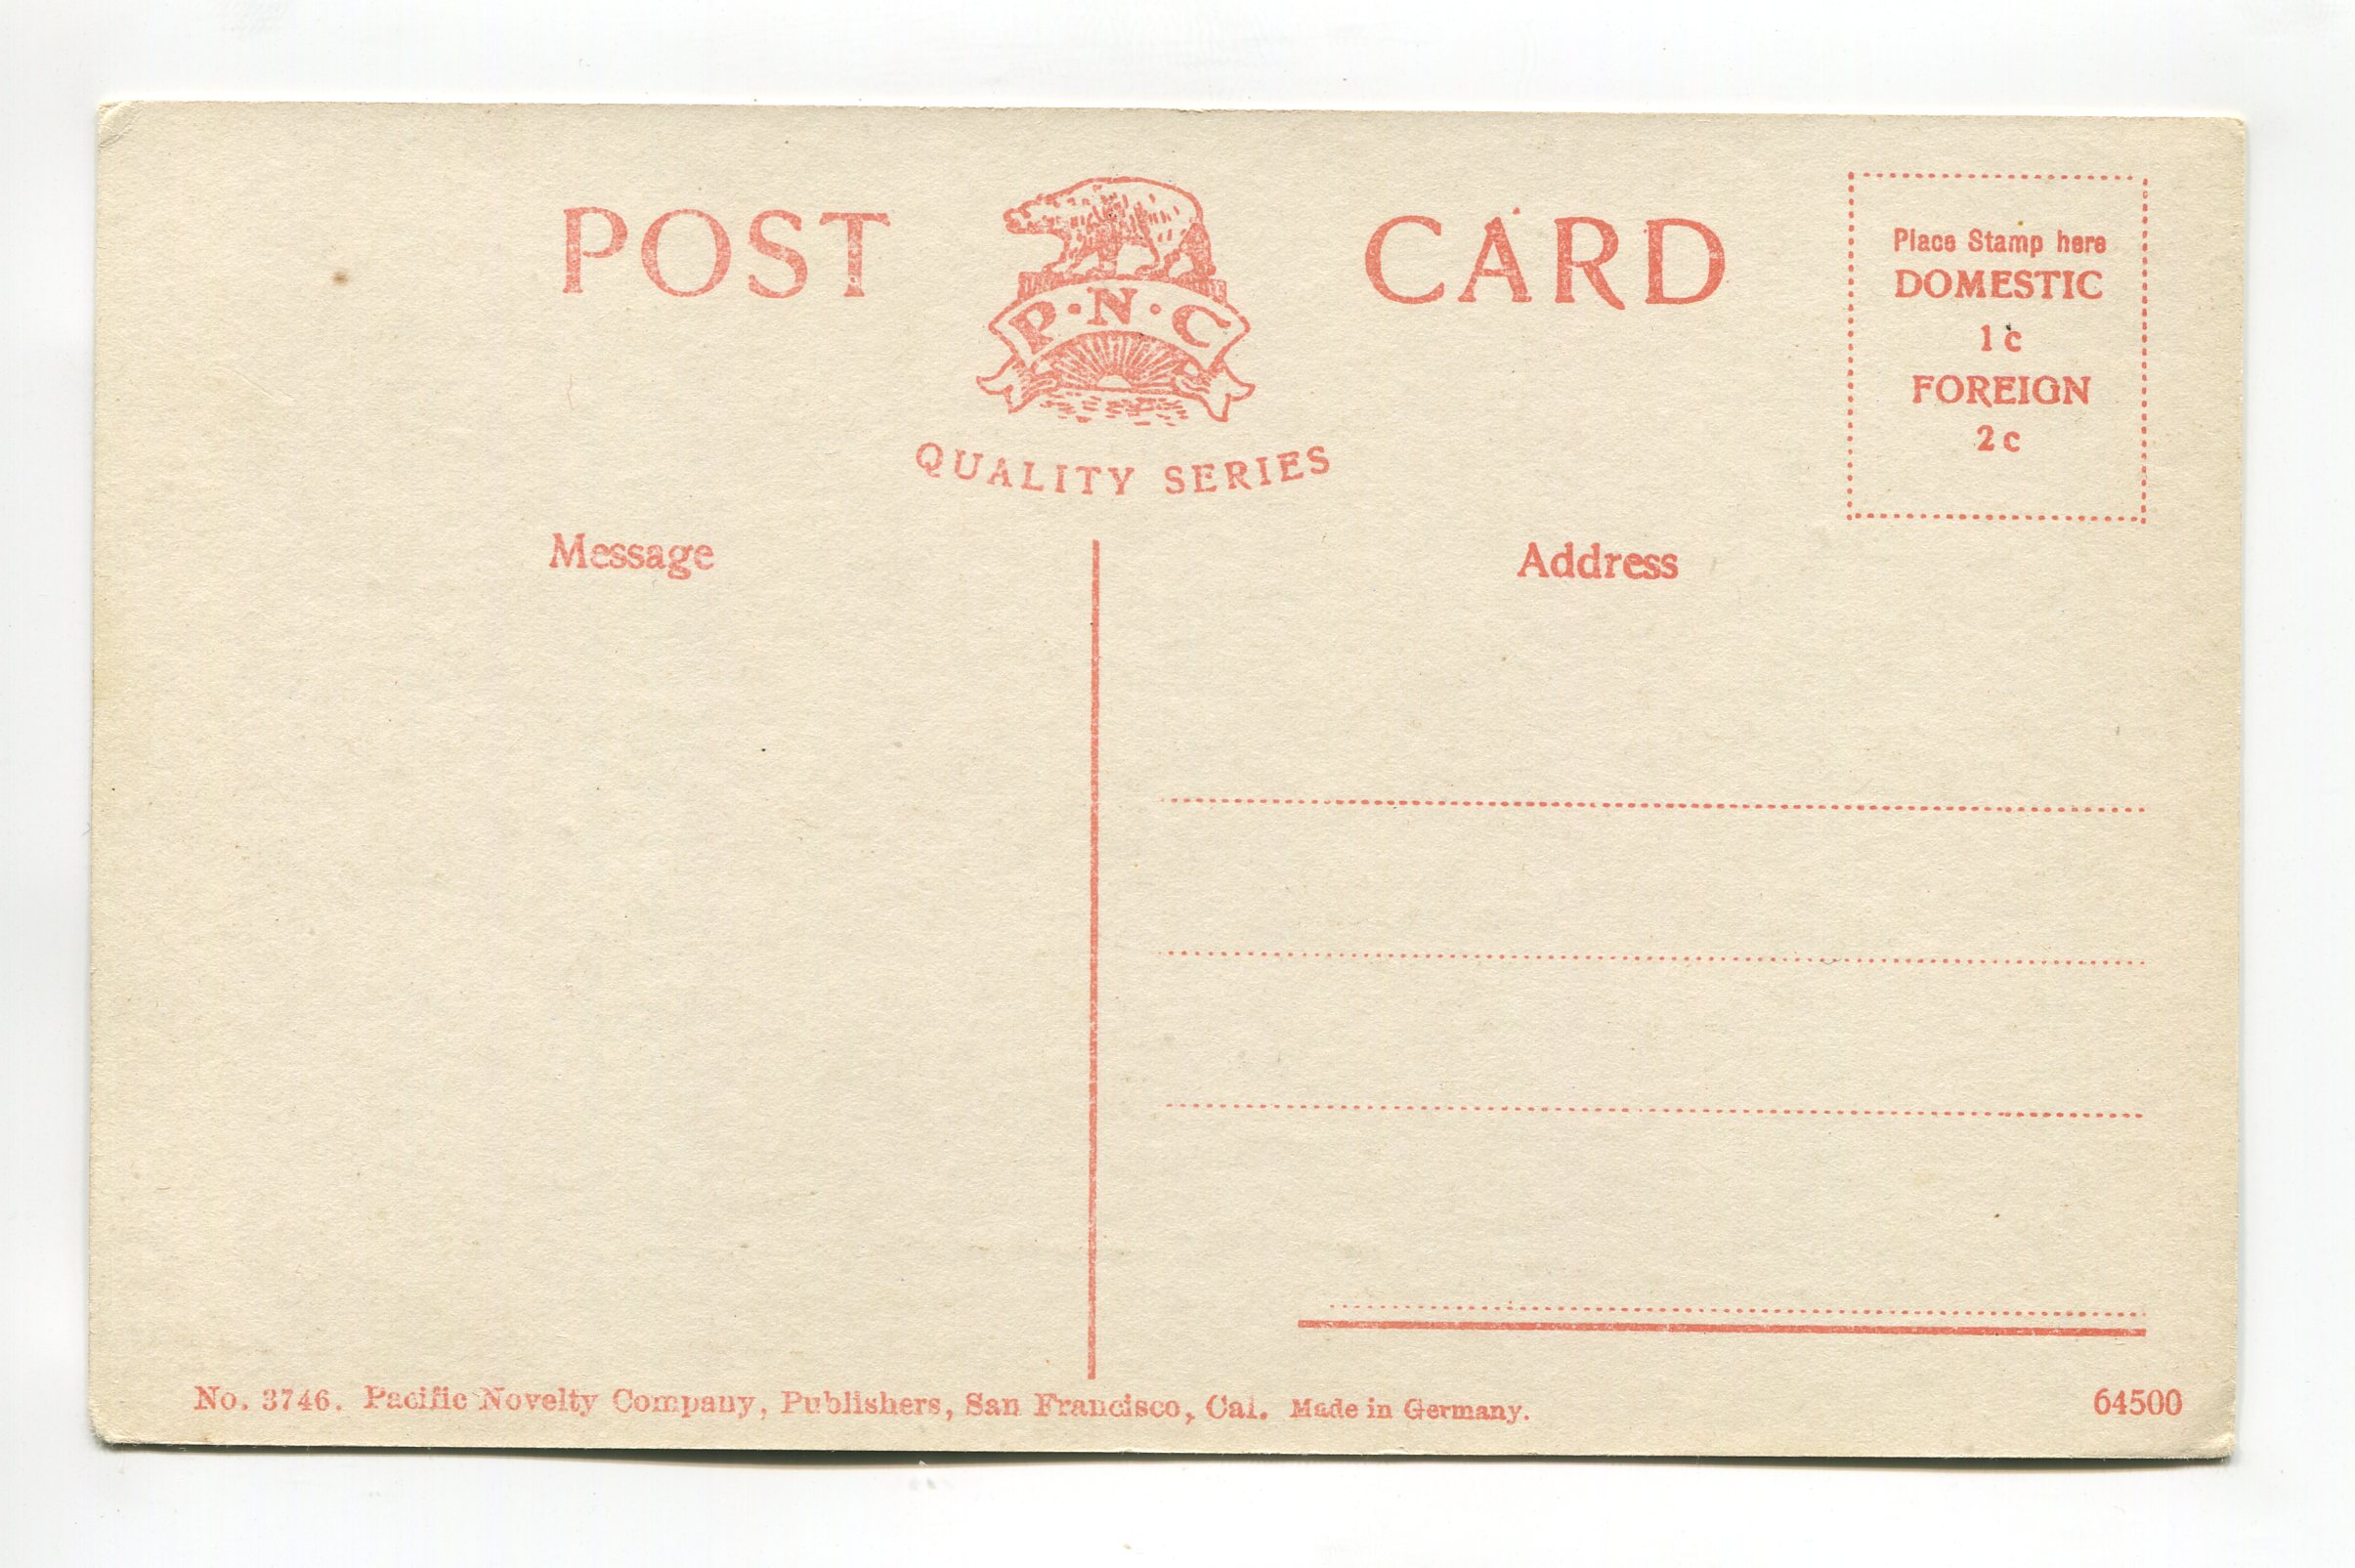 POST CARD
P·N·C
QUALITY SERIES
Place Stamp here
DOMESTIC
1c
FOREIGN
2c
Message
Address
No. 3746. Pacific Novelty Company, Publishers, San Francisco, Cal. Made in Germany.
64500